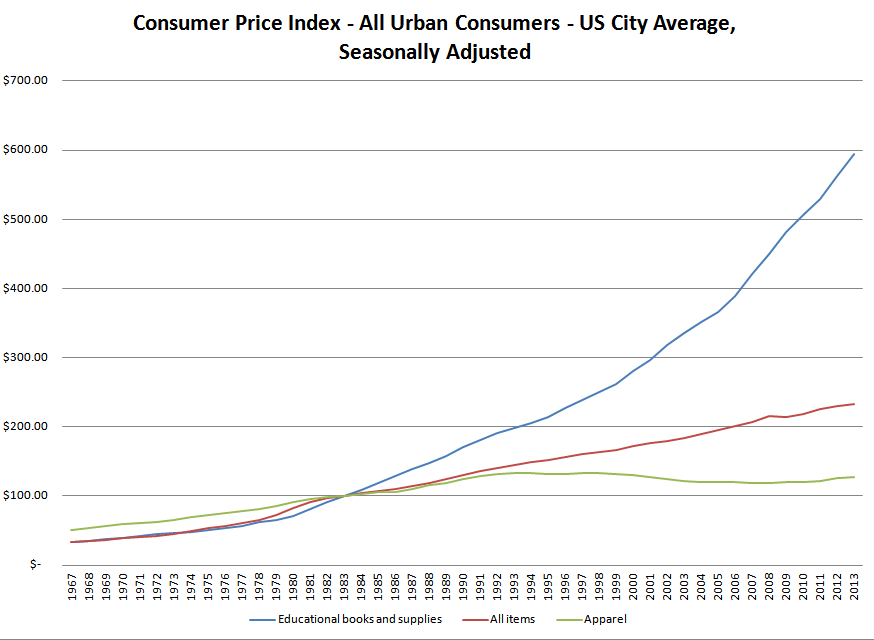 Consumer Price Index - All Urban Consumers - US City Average,
Seasonally Adjusted
$700.00
$600.00
$500.00
$400.00
$300.00
$200.00
$100.00
$-
1967 1968 1969 1970 1971 1972 1973 1974 1975 1976 1977 1978 1979 1980 1981 1982 1983 1984 1985 1986 1987 1988 1989 1990 1991 1992 1993 1994 1995 1996 1997 1998 1999 2000 2001 2002 2003 2004 2005 2006 2007 2008 2009 2010 2011 2012 2013
Educational books and supplies All items Apparel